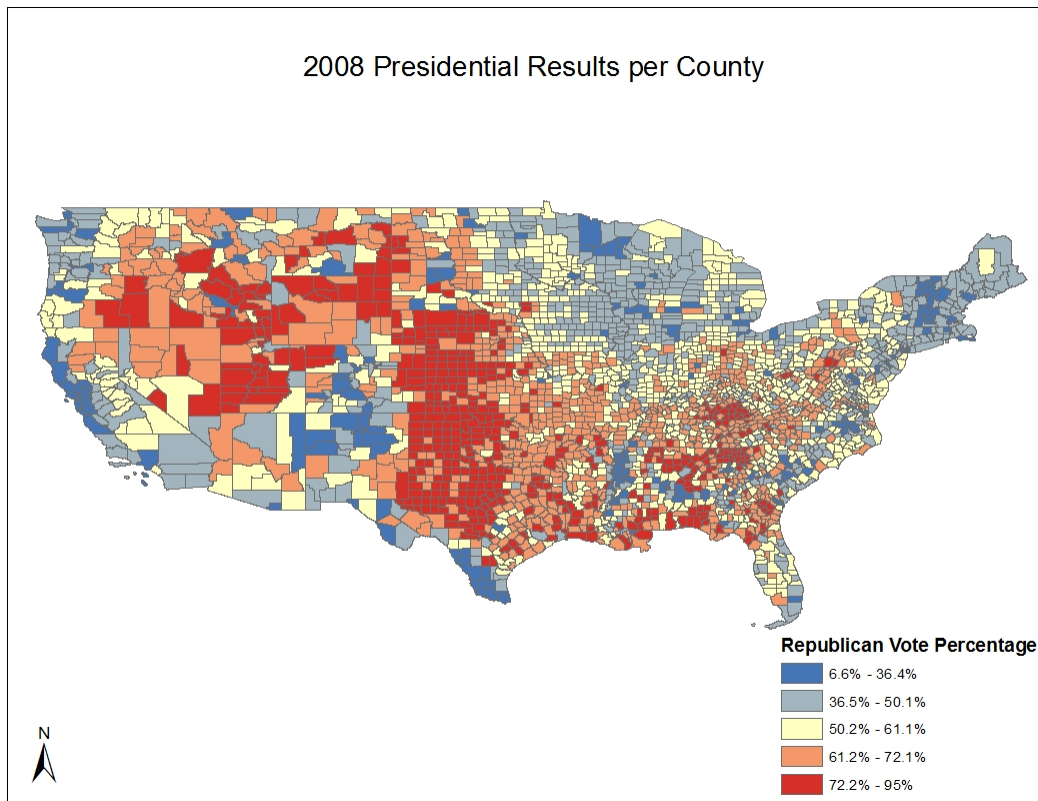 2008 Presidential Results per County
Republican Vote Percentage
6.6% - 36.4%
36.5% - 50.1%
50.2% - 61.1%
61.2% - 72.1%
72.2% - 95%
N